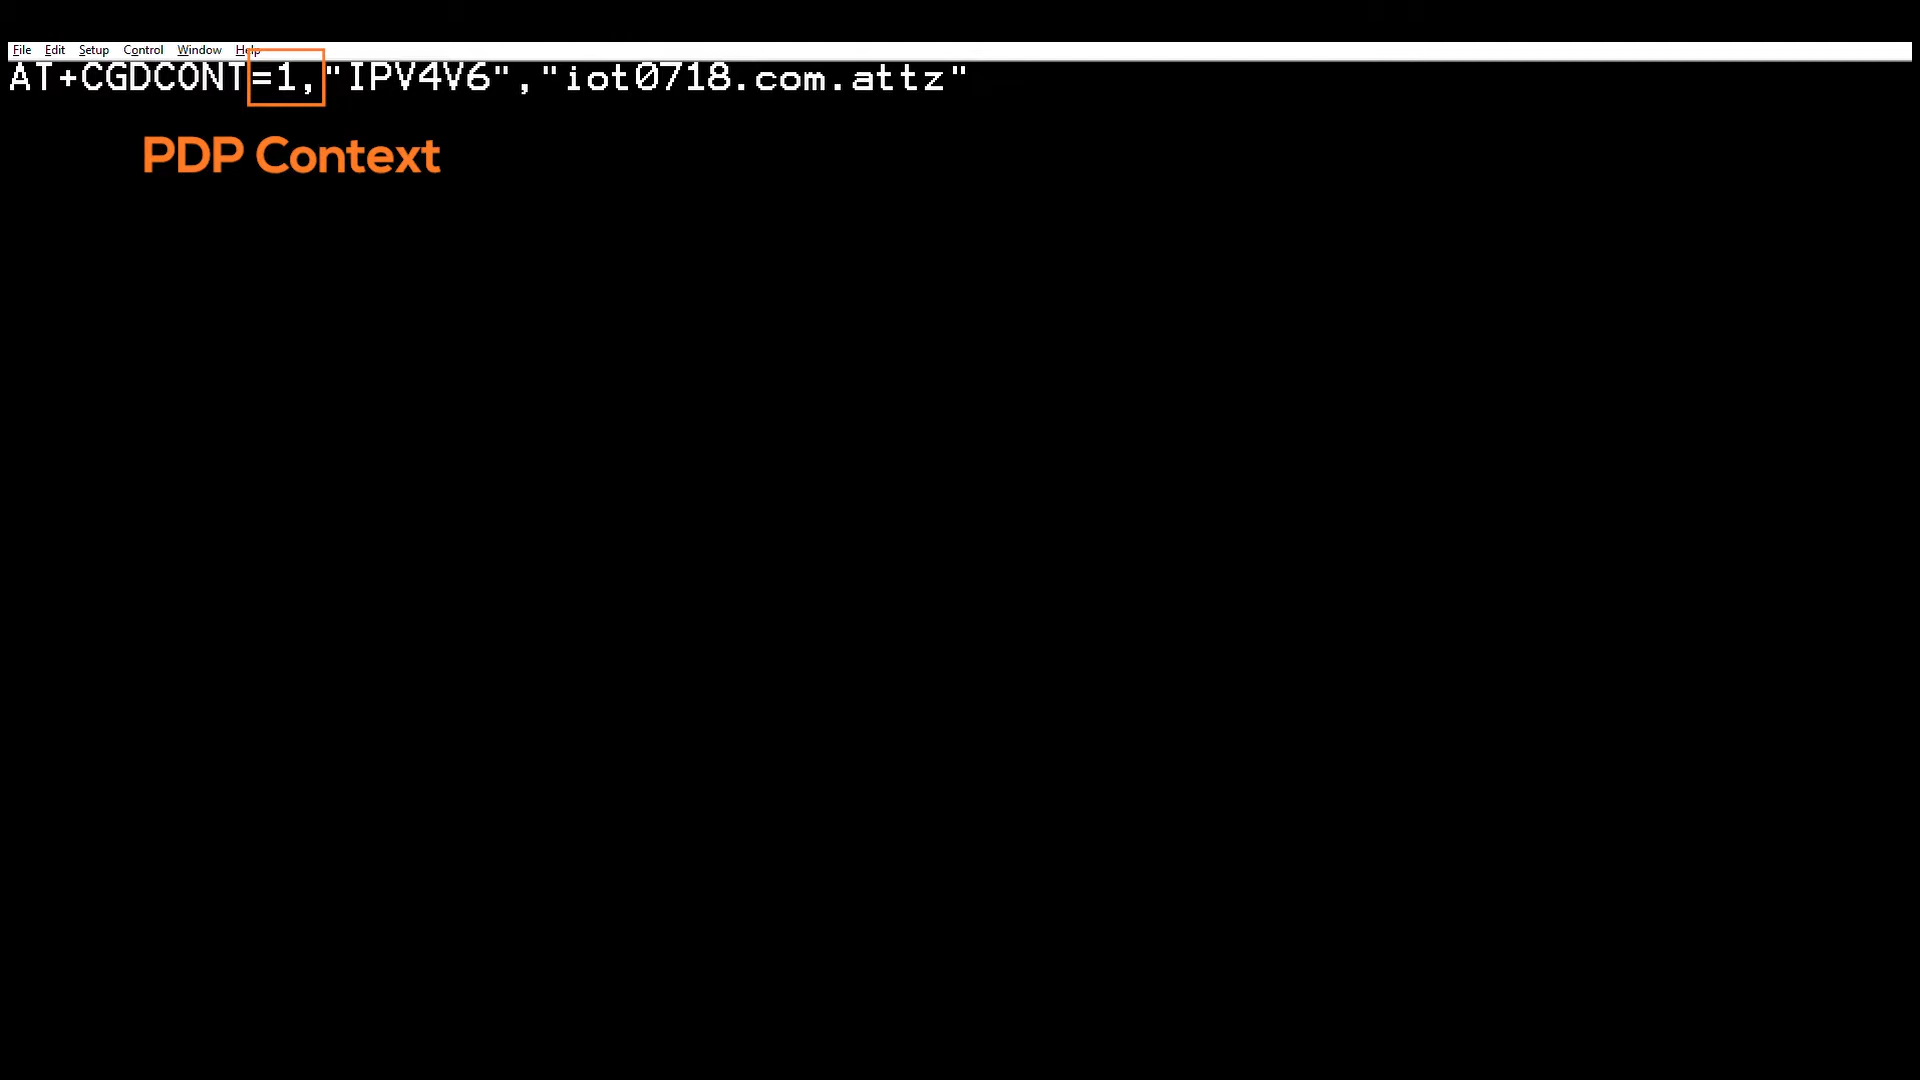 File Edit Setup Control Window Help
AT+CGDCONT=1,"IPV4V6","iot0718.com.attz"
PDP Context